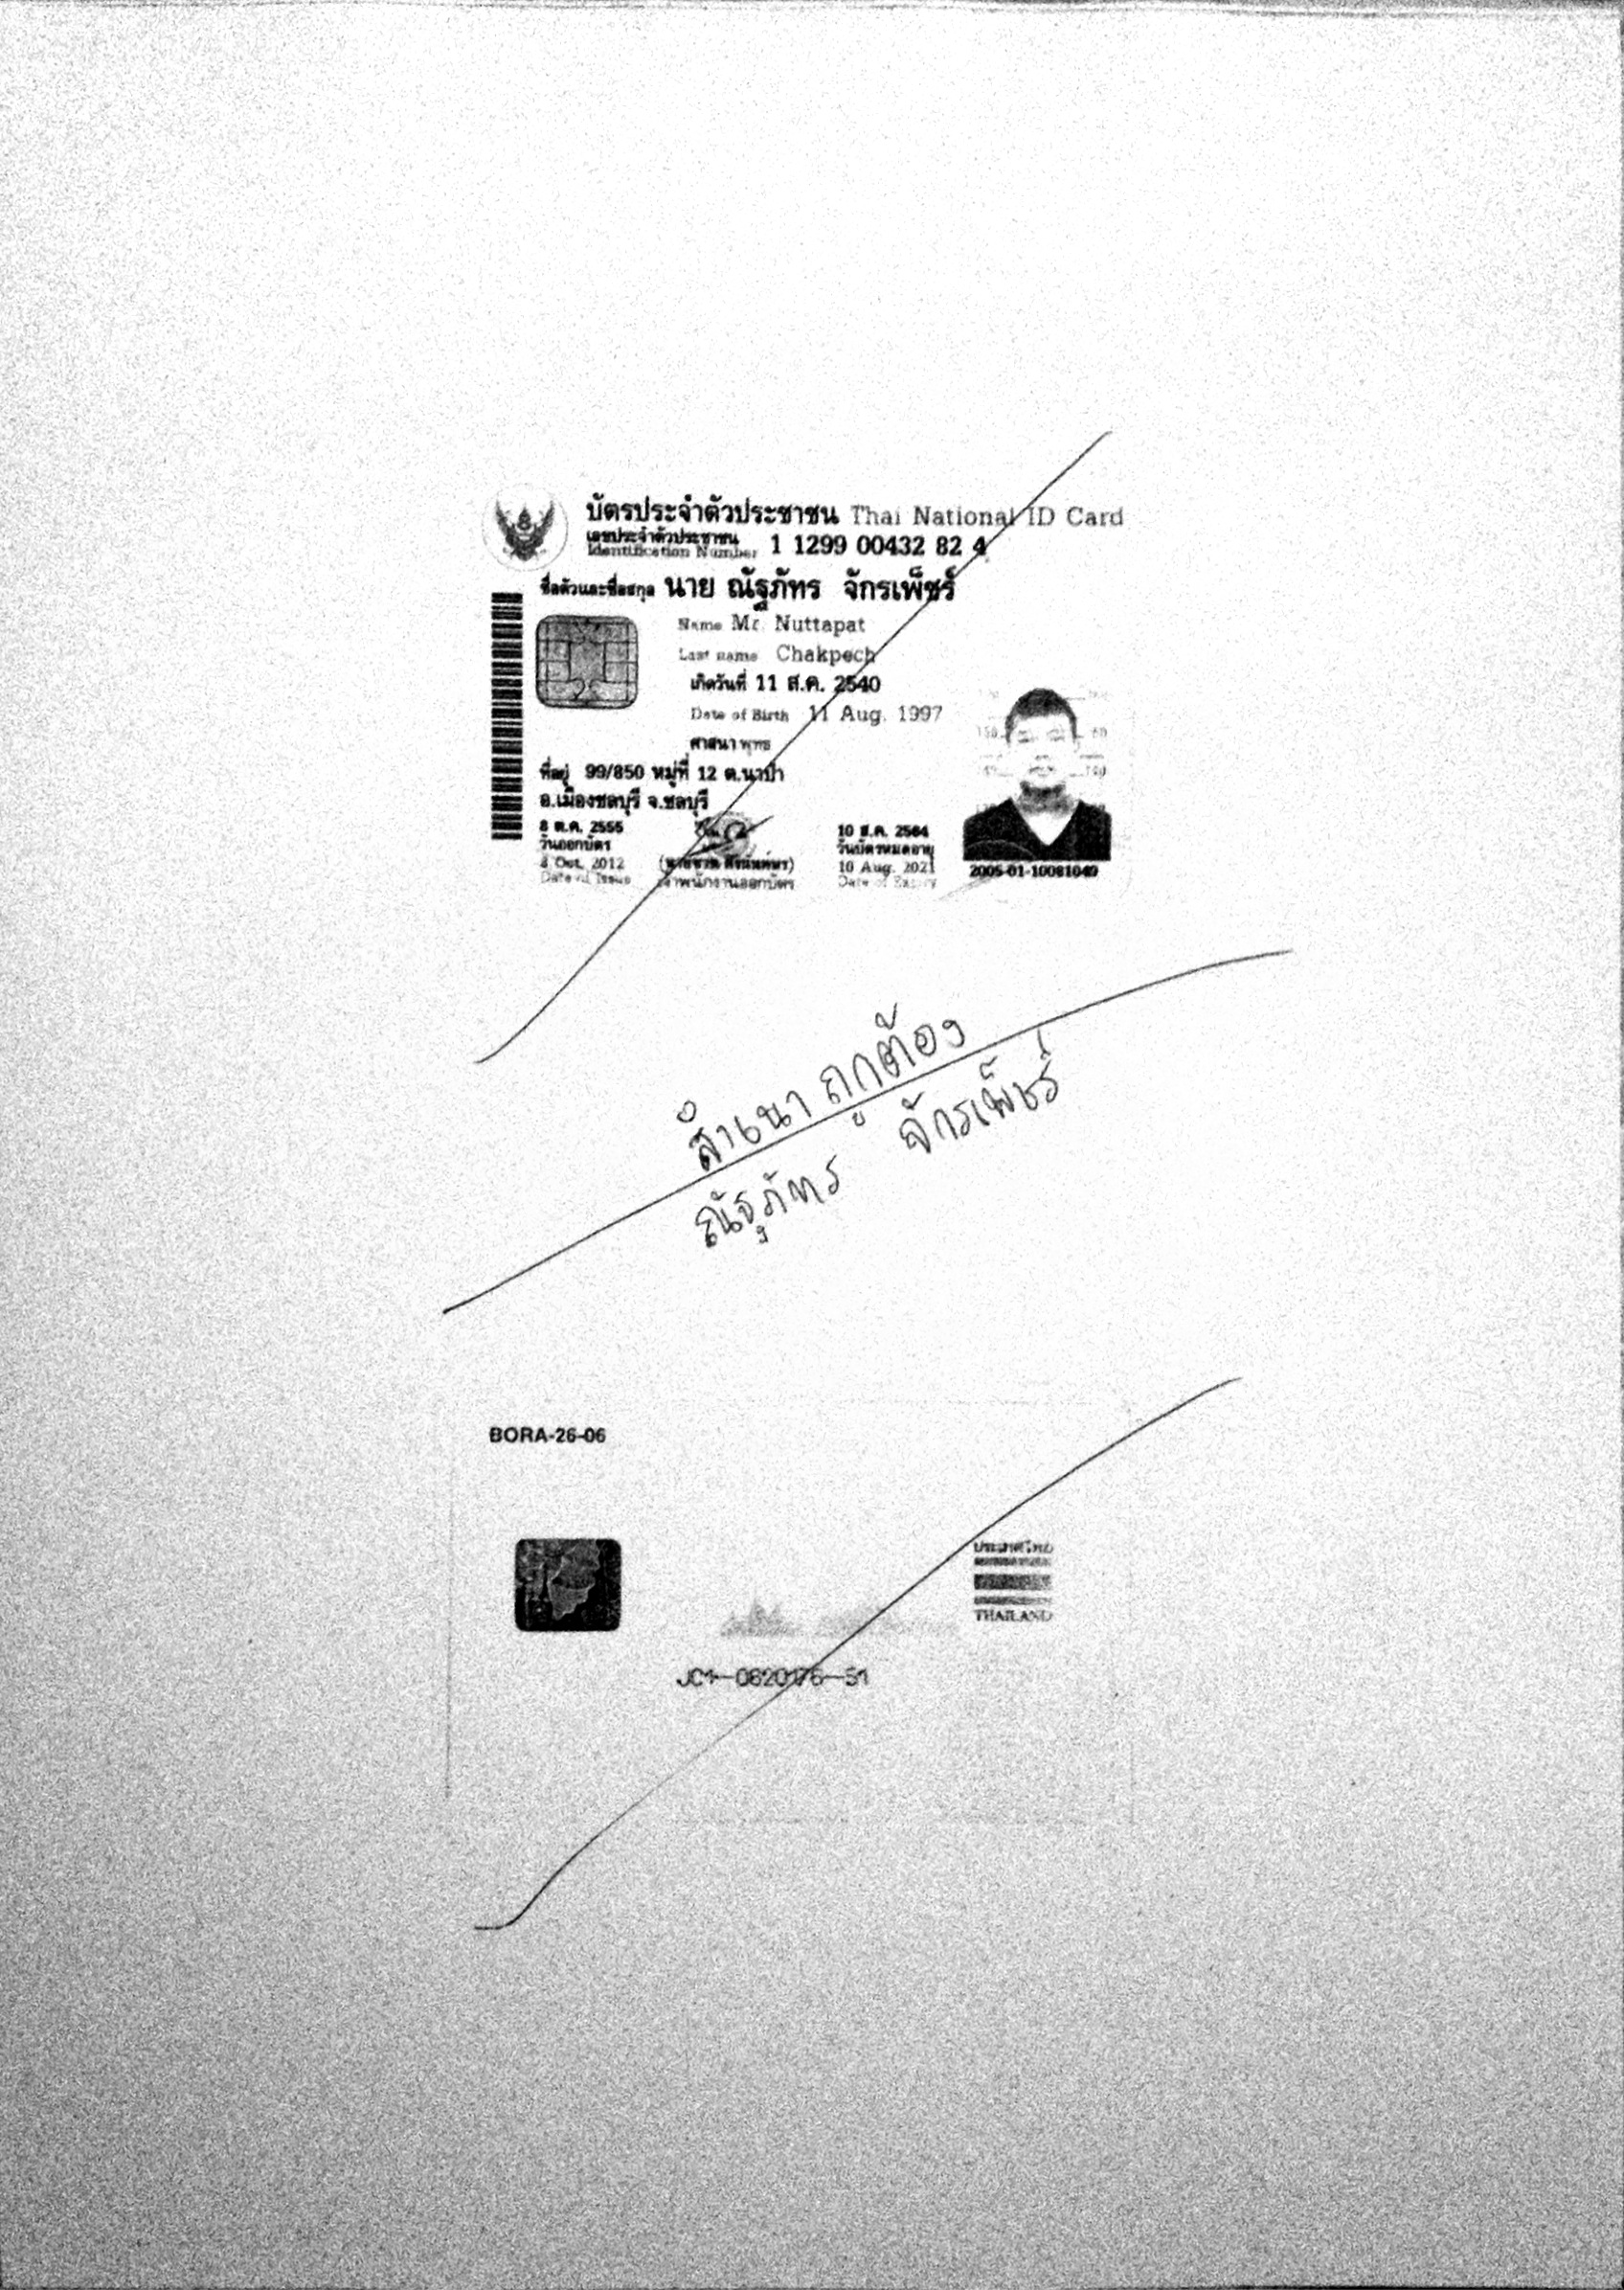 บัตรประจำตัวประชาชน Thai National ID Card
เลขประจำตัวประชาชน
Identification Number 1 1299 00432 82 4
ชื่อตัวและชื่อสกุล นาย ณัฐภัทร จักรเพ็ชร์
Name Mr. Nuttapat
Last name Chakpech
เกิดวันที่ 11 ส.ค. 2540
Date of Birth 11 Aug. 1997
ศาสนา พุทธ
ที่อยู่ 99/850 หมู่ที่ 12 ต.นาป่า
อ.เมืองชลบุรี จ.ชลบุรี
8 ต.ค. 2555
วันออกบัตร
8 Oct. 2012
Date of Issue
เจ้าพนักงานออกบัตร
10 ส.ค. 2564
วันบัตรหมดอายุ
10 Aug. 2021
Date of Expiry
2005-01-10081049
สำเนาถูกต้อง
ณัฐภัทร จักรเพ็ชร์
BORA-26-06
ประเทศไทย
THAILAND
JC1-0820176-51